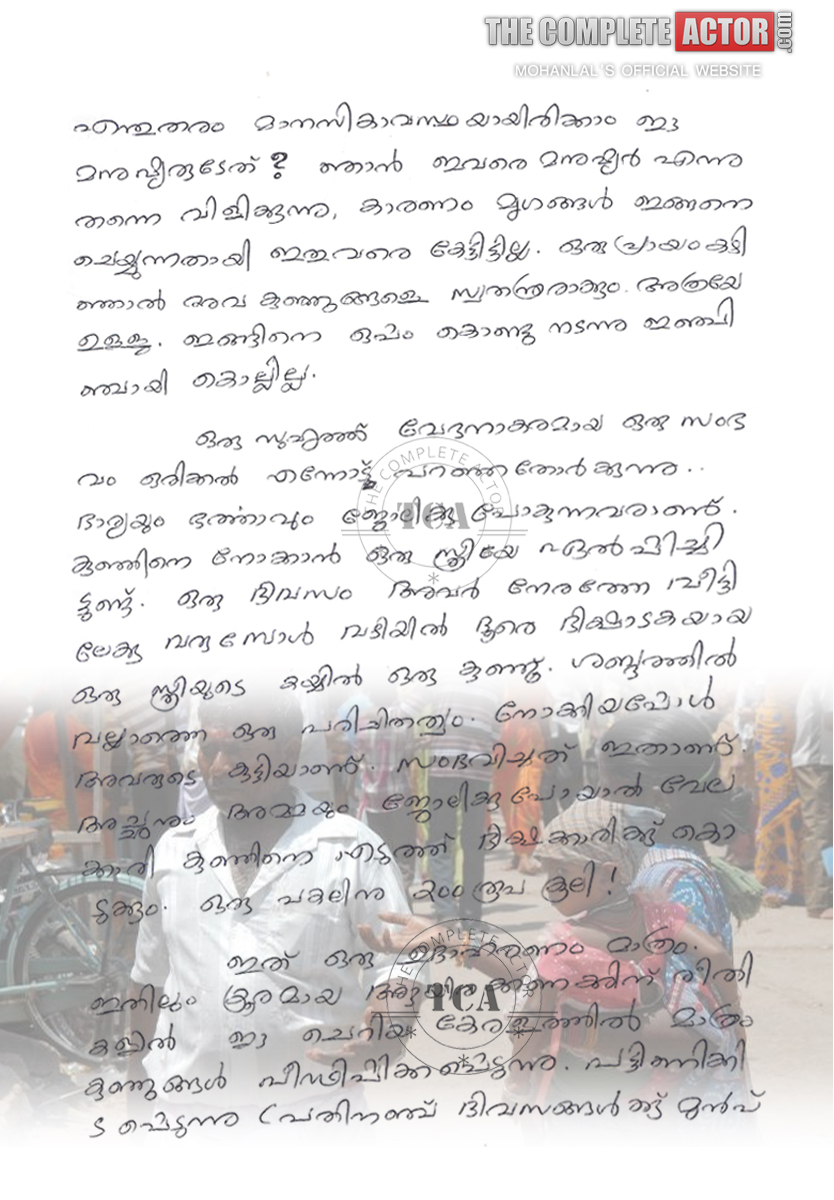 THE COMPLETE ACTOR.com
MOHANLAL'S OFFICIAL WEBSITE
എന്തുതരം മാനസികാവസ്ഥയായിരിക്കാം ഈ
മനുഷ്യരുടേത് ? ഞാൻ ഇവരെ മനുഷ്യർ എന്നു
തന്നെ വിളിക്കുന്നു, കാരണം മൃഗങ്ങൾ ഇങ്ങനെ
ചെയ്യുന്നതായി ഇതുവരെ കേട്ടിട്ടില്ല. ഒരു പ്രായംകഴി
ഞ്ഞാൽ അവ കുഞ്ഞുങ്ങളെ സ്വതന്ത്രരാക്കും. അത്രയേ
ഉള്ളൂ. ഇങ്ങിനെ ഒപ്പം കൊണ്ടു നടന്നു ഇഞ്ചി
ഞ്ചായി കൊല്ലില്ല.
ഒരു സുഹൃത്ത് വേദനാകരമായ ഒരു സംഭ
വം ഒരിക്കൽ എന്നോട് പറഞ്ഞതോർക്കുന്നു..
ഭാര്യയും ഭർത്താവും ജോലിക്കു പോകുന്നവരാണ്.
കുഞ്ഞിനെ നോക്കാൻ ഒരു സ്ത്രീയേ ഏൽപ്പിച്ചി
ട്ടുണ്ട്. ഒരു ദിവസം അവർ നേരത്തേ വീട്ടി
ലേക്കു വരുമ്പോൾ വഴിയിൽ ദൂരെ ഭിക്ഷാടകയായ
ഒരു സ്ത്രീയുടെ കയ്യിൽ ഒരു കുഞ്ഞ്. ശബ്ദത്തിൽ
വല്ലാത്ത ഒരു പരിചിതത്വം. നോക്കിയപ്പോൾ
അവരുടെ കുട്ടിയാണ്. സംഭവിച്ചത് ഇതാണ്.
അച്ഛനും അമ്മയും ജോലിക്കുപോയാൽ വേല
ക്കാരി കുഞ്ഞിനെ എടുത്ത് ഭിക്ഷക്കാരിക്ക് കൊ
ടുക്കും. ഒരു പകലിനു രൂപ കൂലി!
ഇത് ഒരു ഉദാഹരണം മാത്രം.
ഇതിലും ക്രൂരമായ രീതി
കളിൽ ഈ ചെറിയ കേരളത്തിൽ മാത്രം
കുഞ്ഞുങ്ങൾ പീഢിപ്പിക്കപ്പെടുന്നു. പട്ടിണിക്കി
ടപ്പെടുന്നു (പതിനഞ്ച് ദിവസങ്ങൾക്ക് മുൻപ്
THE COMPLETE ACTOR
TCA
THE COMPLETE ACTOR
TCA